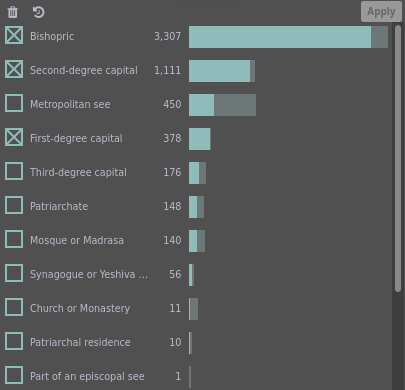 Apply
Bishopric 3,307
Second-degree capital 1,111
Metropolitan see 450
First-degree capital 378
Third-degree capital 176
Patriarchate 148
Mosque or Madrasa 140
Synagogue or Yeshiva ... 56
Church or Monastery 11
Patriarchal residence 10
Part of an episcopal see 1